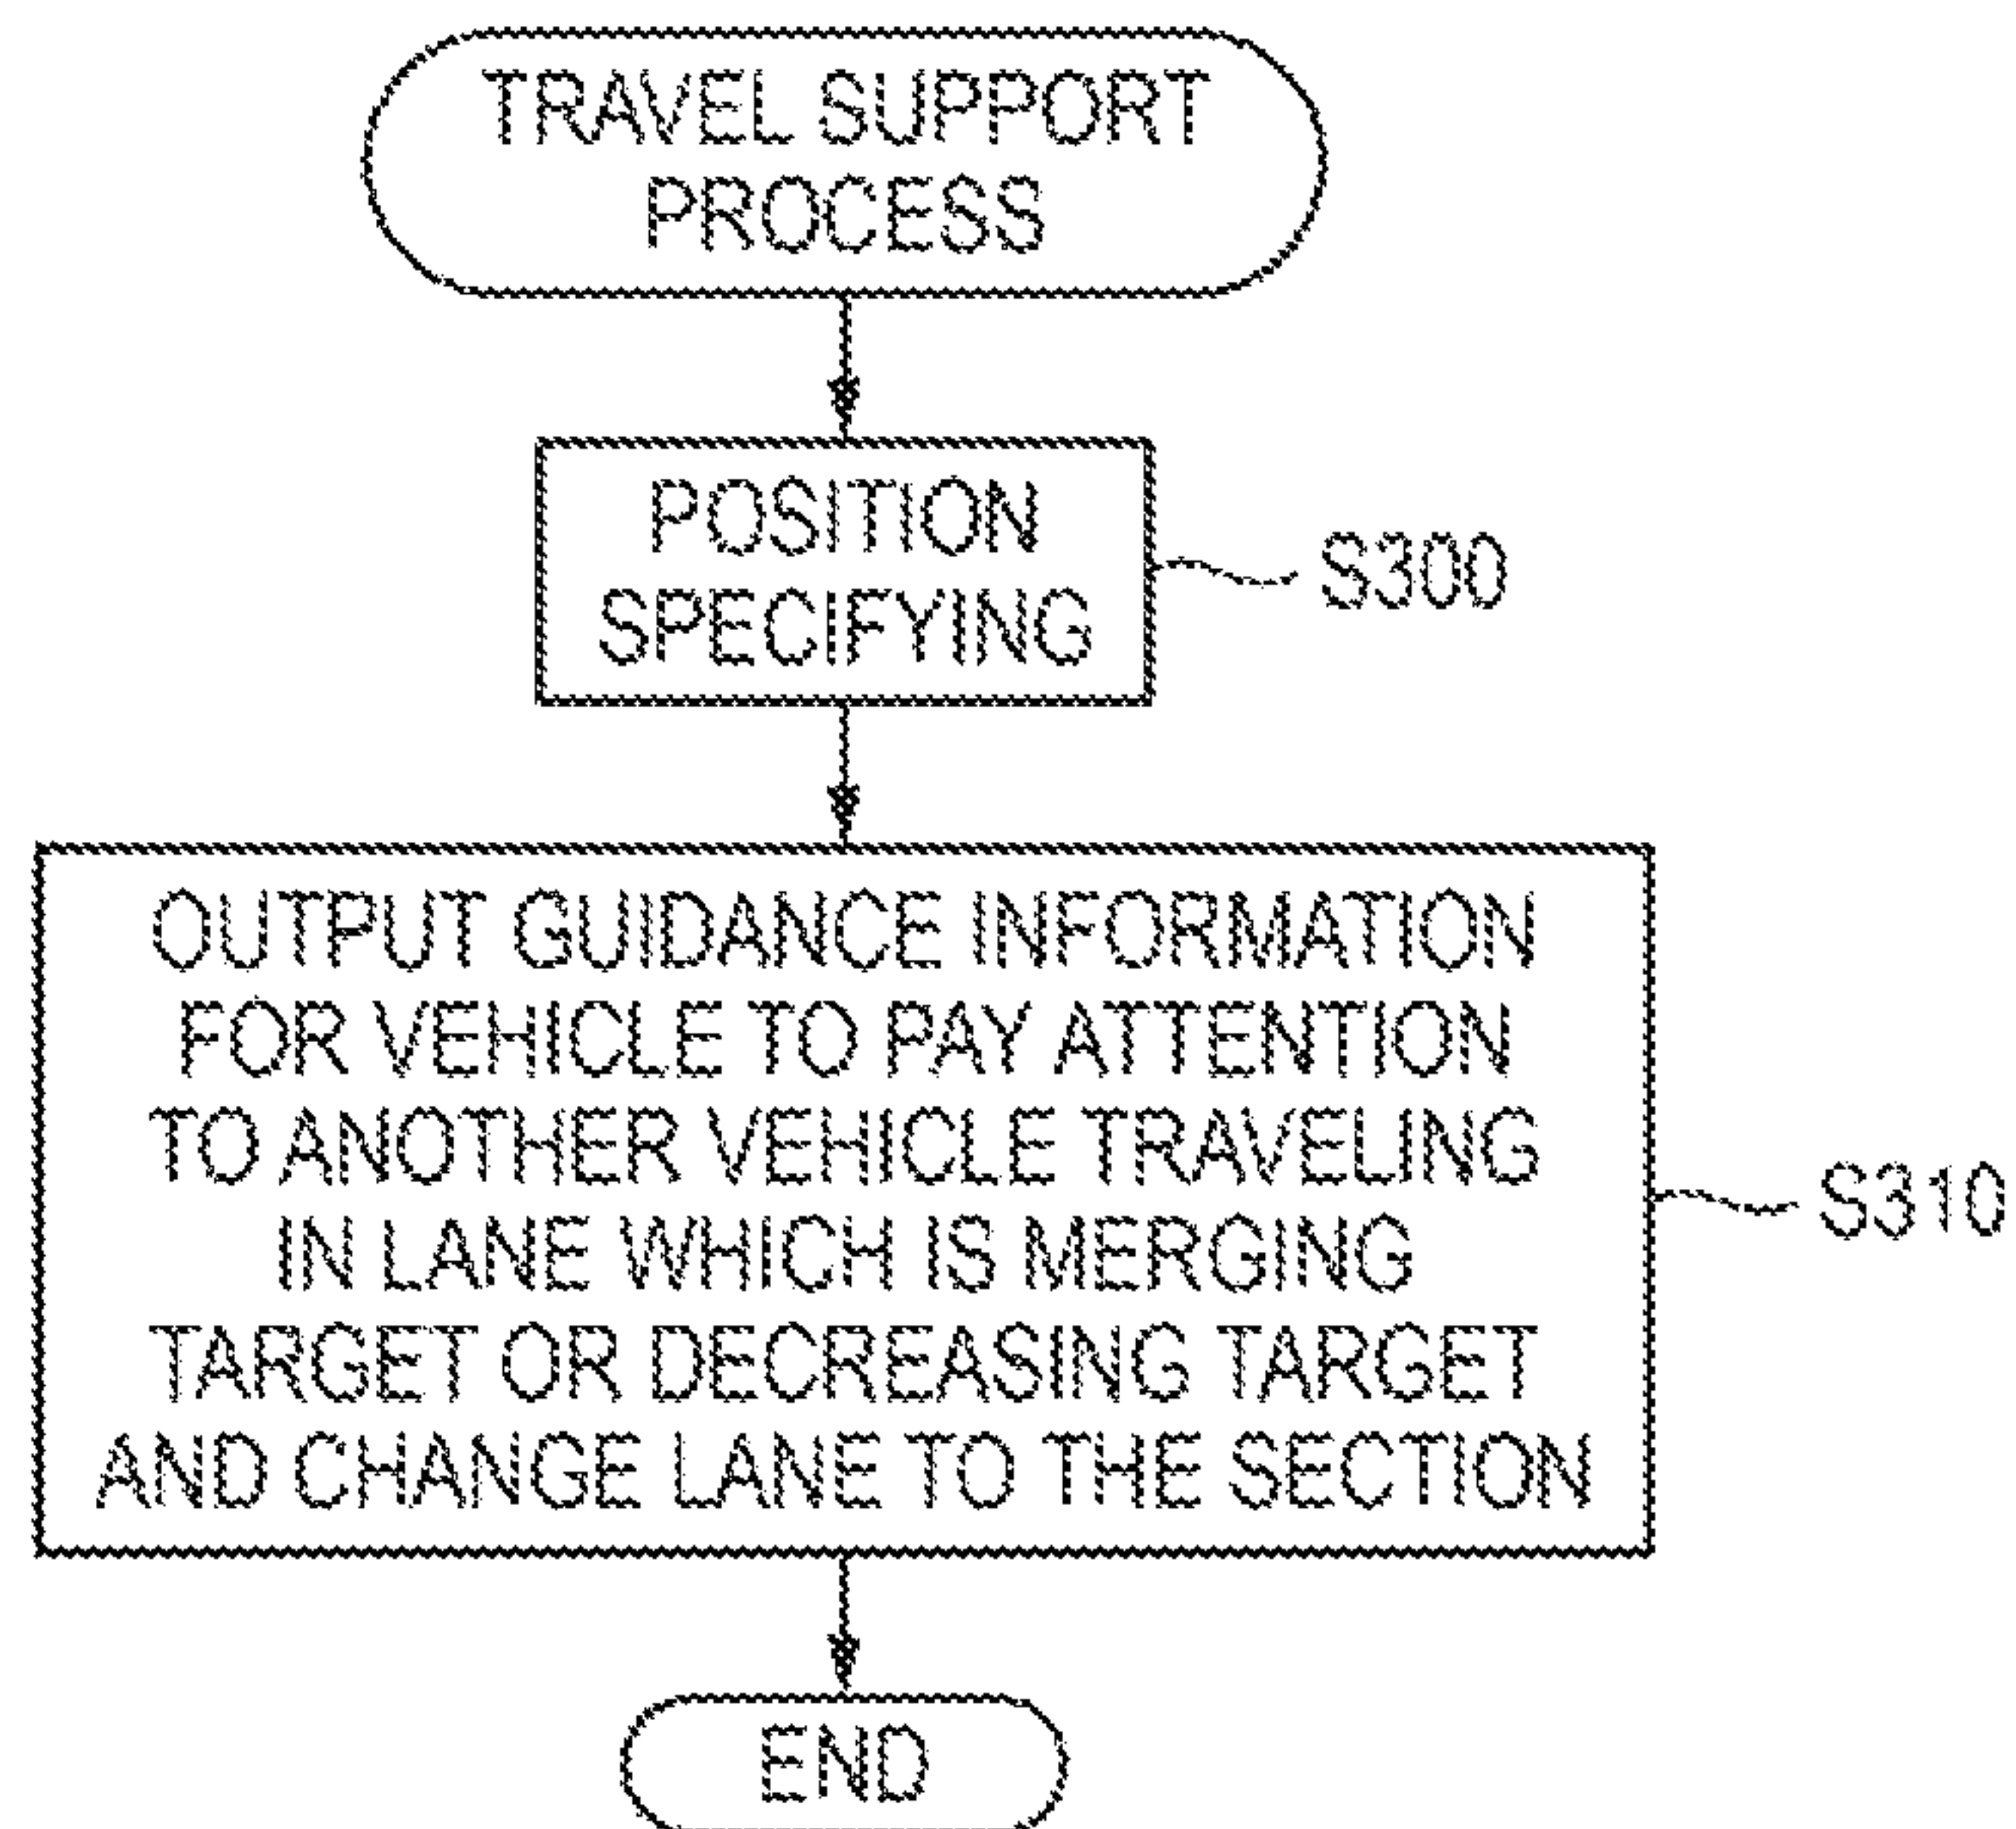 TRAVEL SUPPORT
PROCESS
POSITION
SPECIFYING
S300
OUTPUT GUIDANCE INFORMATION
FOR VEHICLE TO PAY ATTENTION
TO ANOTHER VEHICLE TRAVELING
IN LANE WHICH IS MERGING
TARGET OR DECREASING TARGET
AND CHANGE LANE TO THE SECTION
S310
END